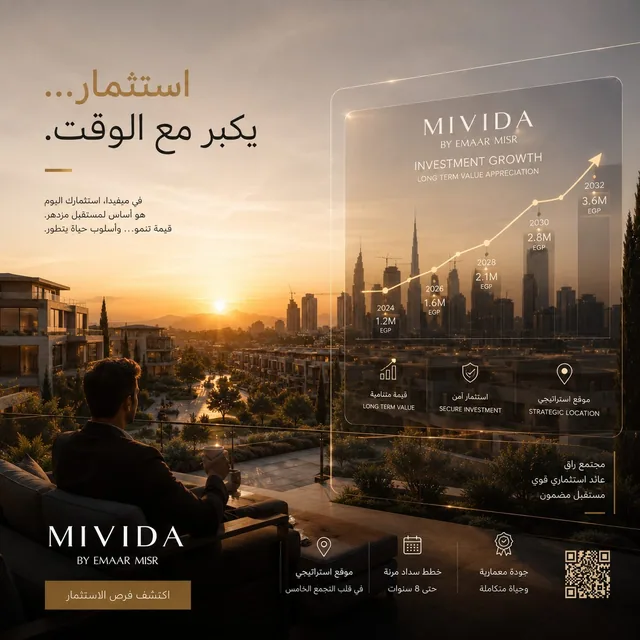 استثمار...
يكبر مع الوقت.
في ميفيدا، استثمارك اليوم
هو أساس لمستقبل مزدهر.
قيمة تنمو... وأسلوب حياة يتطور.
MIVIDA
BY EMAAR MISR
INVESTMENT GROWTH
LONG TERM VALUE APPRECIATION
2024
1.2M
EGP
2026
1.6M
EGP
2028
2.1M
EGP
2030
2.8M
EGP
2032
3.6M
EGP
موقع استراتيجي
STRATEGIC LOCATION
استثمار آمن
SECURE INVESTMENT
قيمة متنامية
LONG TERM VALUE
مجتمع راق
عائد استثماري قوي
مستقبل مضمون
MIVIDA
BY EMAAR MISR
اكتشف فرص الاستثمار
جودة معمارية
وحياة متكاملة
خطط سداد مرنة
حتى 8 سنوات
موقع استراتيجي
في قلب التجمع الخامس